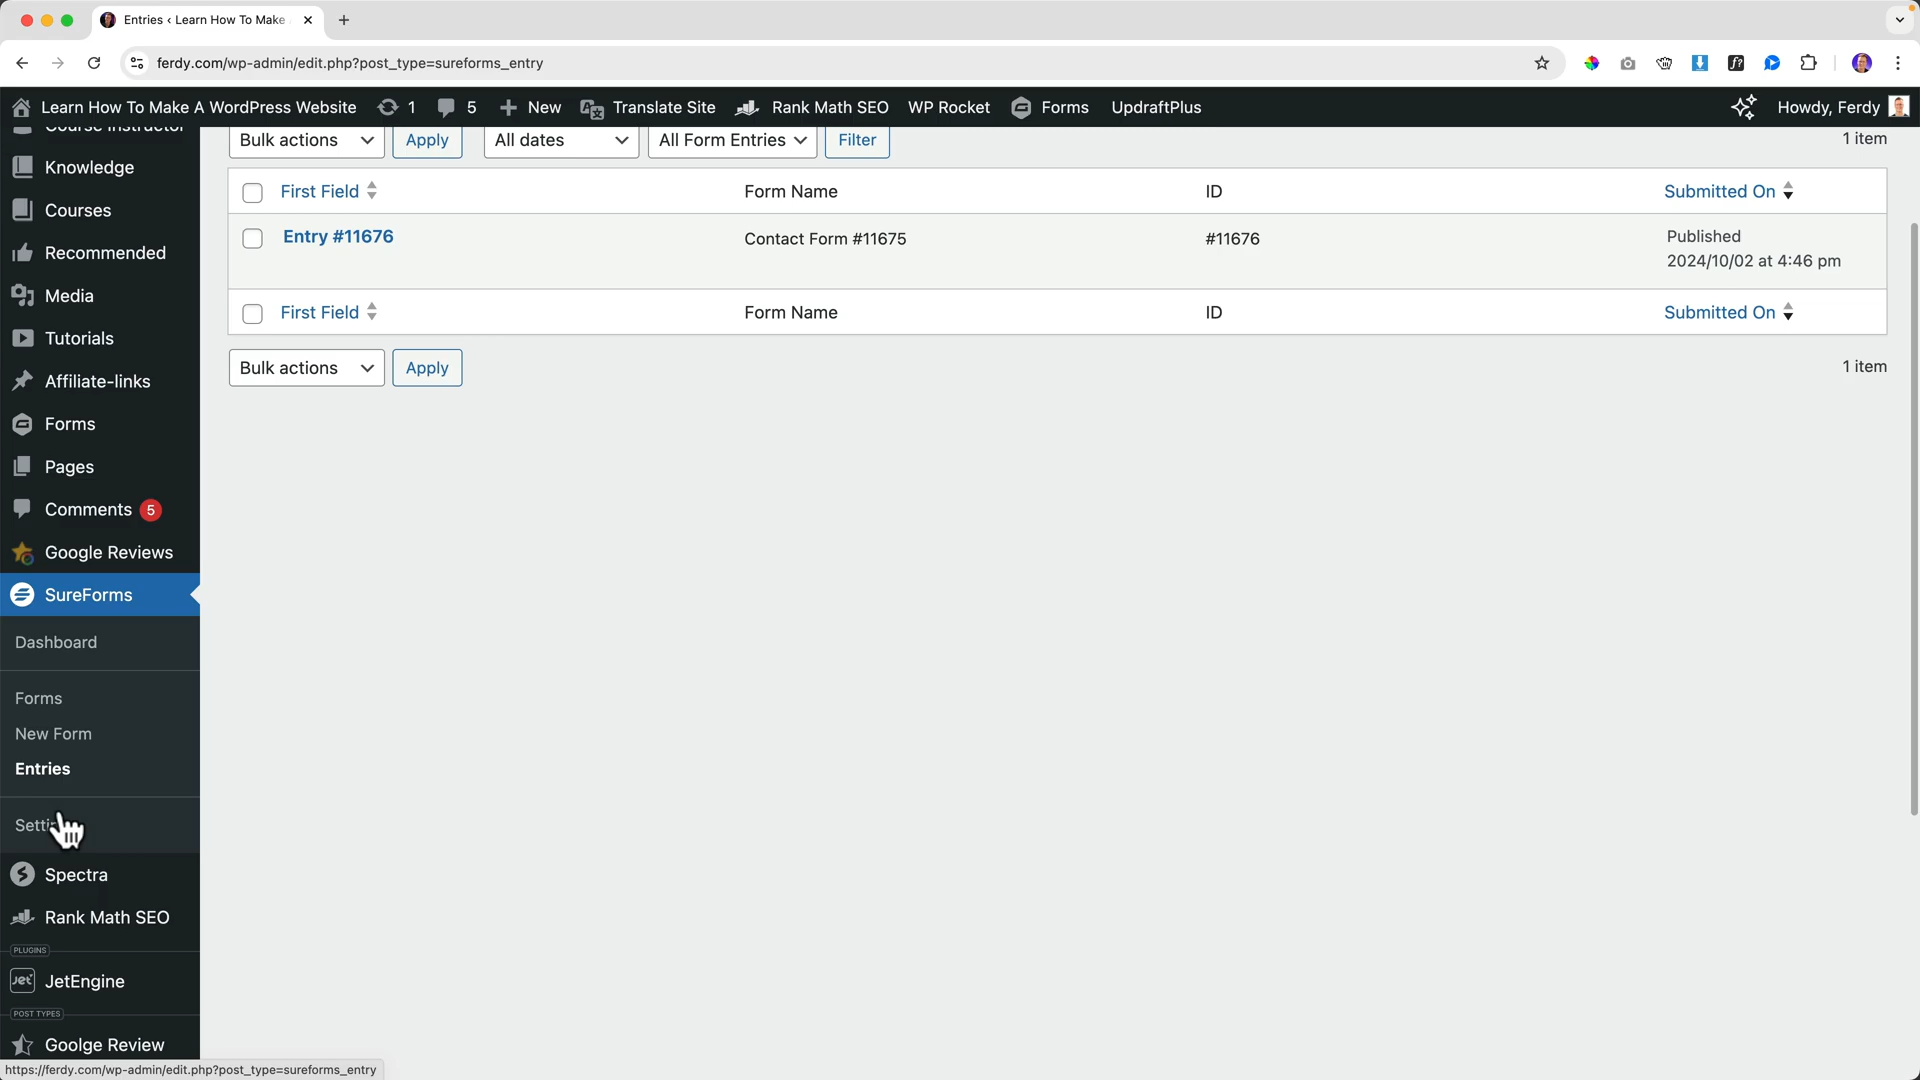 Entries ‹ Learn How To Make
ferdy.com/wp-admin/edit.php?post_type=sureforms_entry
Learn How To Make A WordPress Website 1 5 New Translate Site Rank Math SEO WP Rocket Forms UpdraftPlus Howdy, Ferdy
Course Instructor
Knowledge
Courses
Recommended
Media
Tutorials
Affiliate-links
Forms
Pages
Comments 5
Google Reviews
SureForms
Dashboard
Forms
New Form
Entries
Spectra
Rank Math SEO
PLUGINS
JetEngine
POST TYPES
Goolge Review
Bulk actions Apply All dates All Form Entries Filter 1 item
First Field Form Name ID Submitted On
Entry #11676 Contact Form #11675 #11676 Published
2024/10/02 at 4:46 pm
First Field Form Name ID Submitted On
Bulk actions Apply 1 item
https://ferdy.com/wp-admin/edit.php?post_type=sureforms_entry